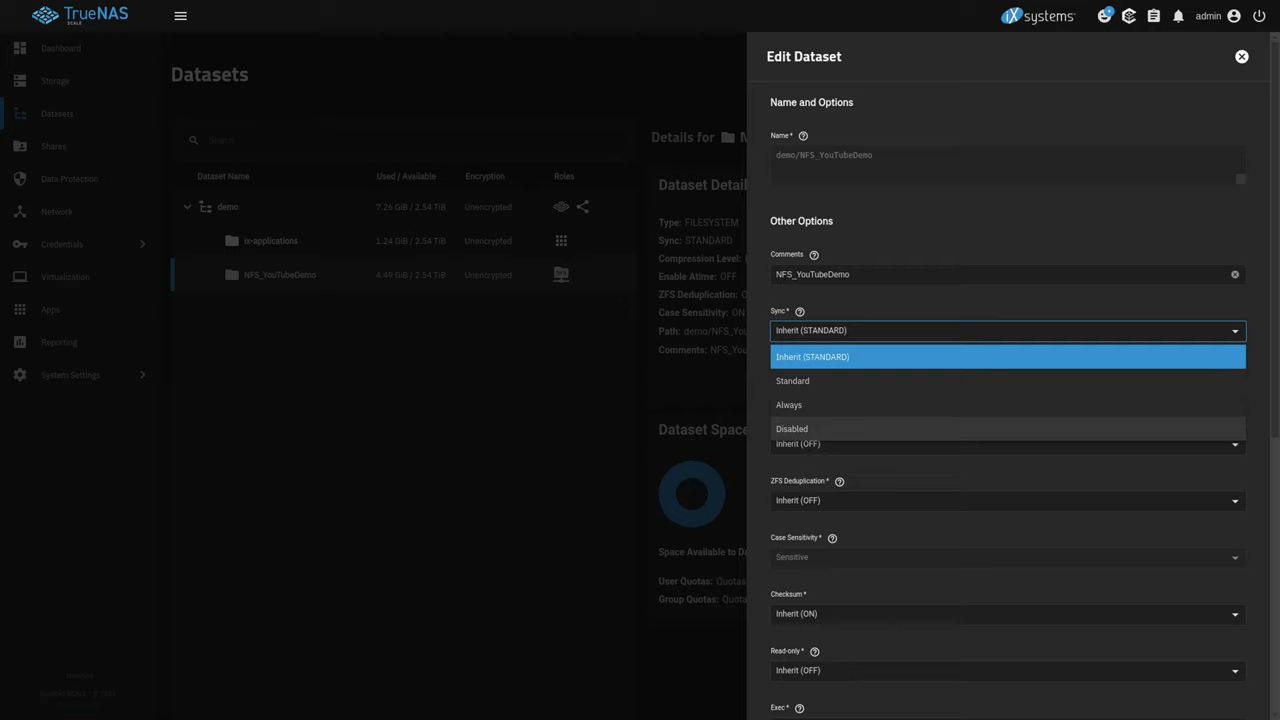 TrueNAS
SCALE
iXsystems
admin
Dashboard
Storage
Datasets
Shares
Data Protection
Network
Credentials
Virtualization
Apps
Reporting
System Settings
Datasets
Search
Dataset Name
Used / Available
Encryption
Roles
demo
7.26 GiB / 2.54 TiB
Unencrypted
ix-applications
1.24 GiB / 2.54 TiB
Unencrypted
NFS_YouTubeDemo
4.49 GiB / 2.54 TiB
Unencrypted
Details for
Dataset Detail
Type: FILESYSTEM
Sync: STANDARD
Compression Level:
Enable Atime: OFF
ZFS Deduplication:
Case Sensitivity: ON
Path: demo/NFS_You
Comments: NFS_You
Dataset Space
Space Available to Da
User Quotas: Quotas
Group Quotas: Quota
Edit Dataset
Name and Options
Name *
demo/NFS_YouTubeDemo
Other Options
Comments
NFS_YouTubeDemo
Sync *
Inherit (STANDARD)
Inherit (STANDARD)
Standard
Always
Disabled
Inherit (OFF)
ZFS Deduplication *
Inherit (OFF)
Case Sensitivity *
Sensitive
Checksum *
Inherit (ON)
Read-only *
Inherit (OFF)
Exec *